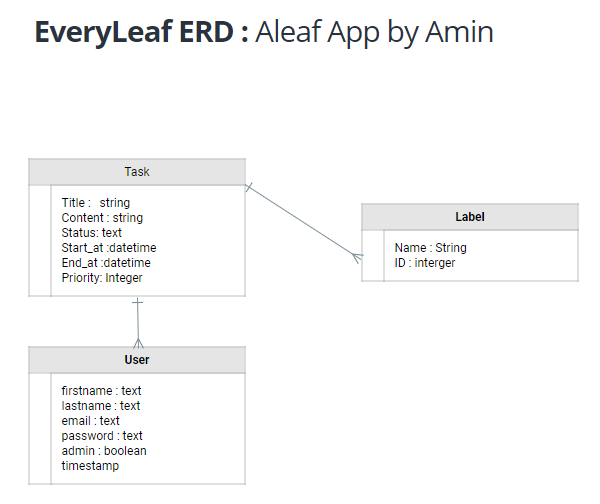 EveryLeaf ERD : Aleaf App by Amin
Task
Title :  string
Content : string
Status: text
Start_at :datetime
End_at :datetime
Priority: Integer
Label
Name : String
ID : interger
User
firstname : text
lastname : text
email : text
password : text
admin : boolean
timestamp